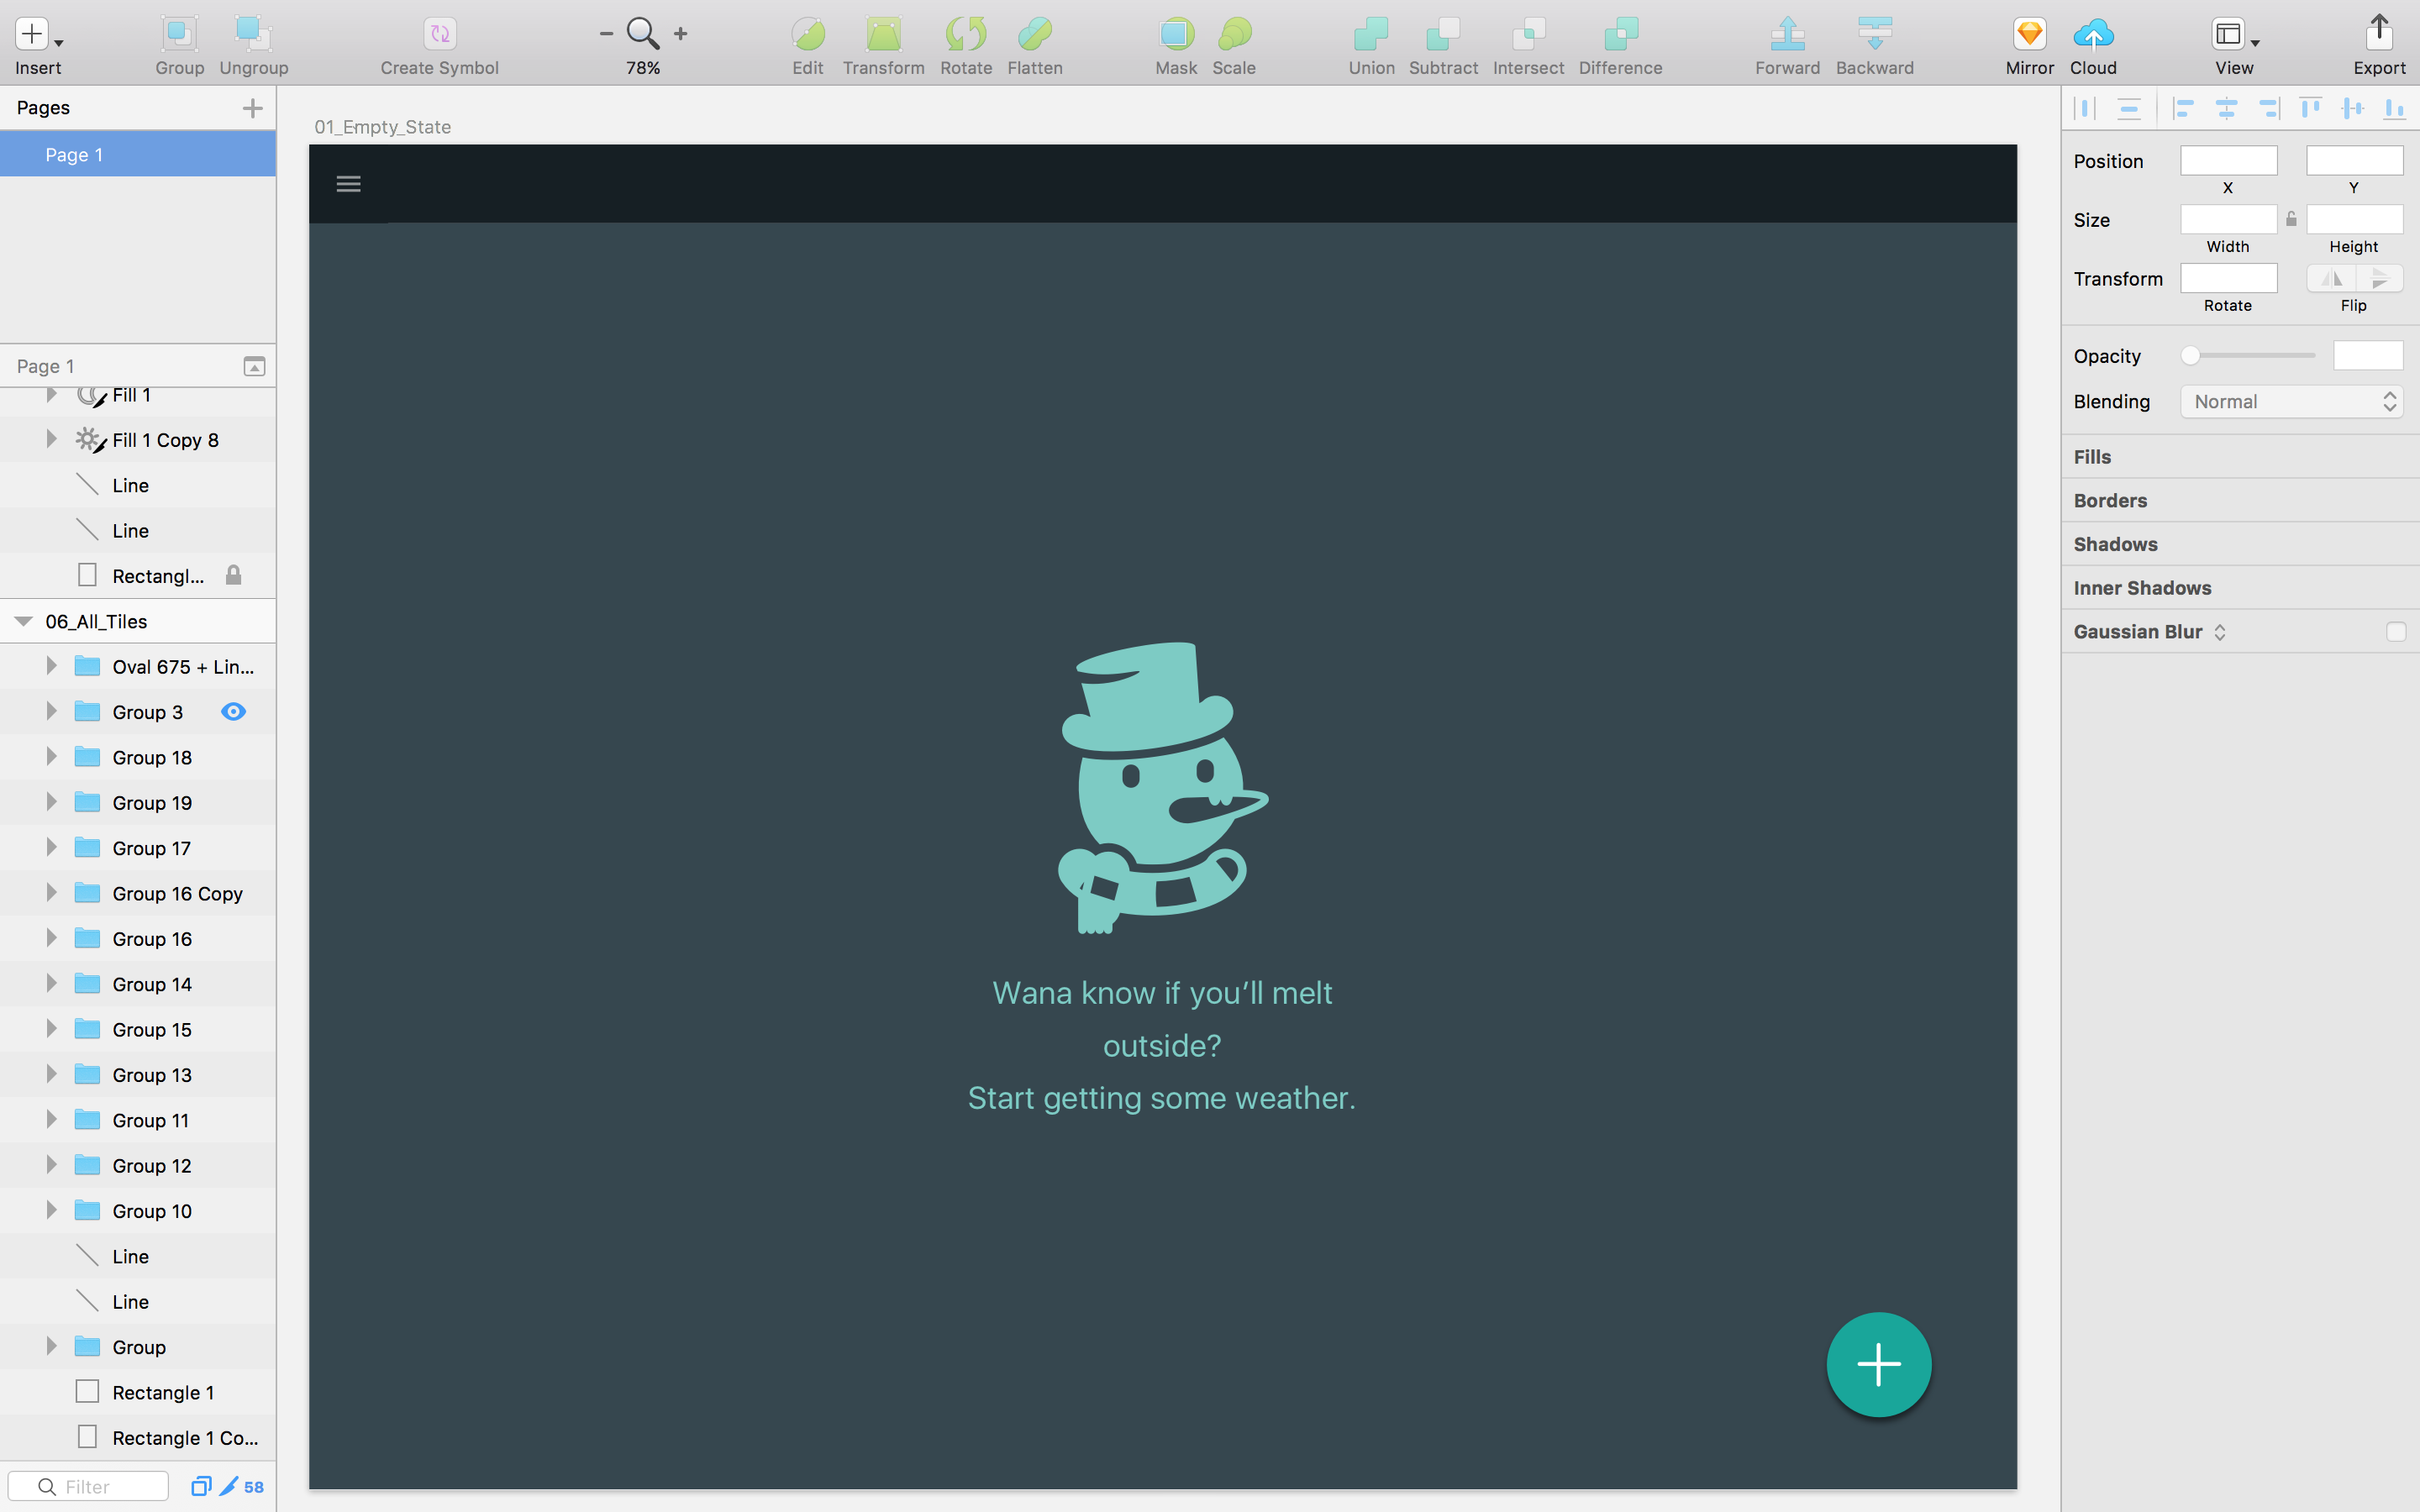 Insert
Group
Ungroup
Create Symbol
78%
Edit
Transform
Rotate
Flatten
Mask
Scale
Union
Subtract
Intersect
Difference
Forward
Backward
Mirror
Cloud
View
Export
Pages
Page 1
Page 1
Fill 1
Fill 1 Copy 8
Line
Line
Rectangl...
06_All_Tiles
Oval 675 + Lin...
Group 3
Group 18
Group 19
Group 17
Group 16 Copy
Group 16
Group 14
Group 15
Group 13
Group 11
Group 12
Group 10
Line
Line
Group
Rectangle 1
Rectangle 1 Co...
Filter
58
01_Empty_State
Wana know if you’ll melt
outside?
Start getting some weather.
Position
X
Y
Size
Width
Height
Transform
Rotate
Flip
Opacity
Blending
Normal
Fills
Borders
Shadows
Inner Shadows
Gaussian Blur